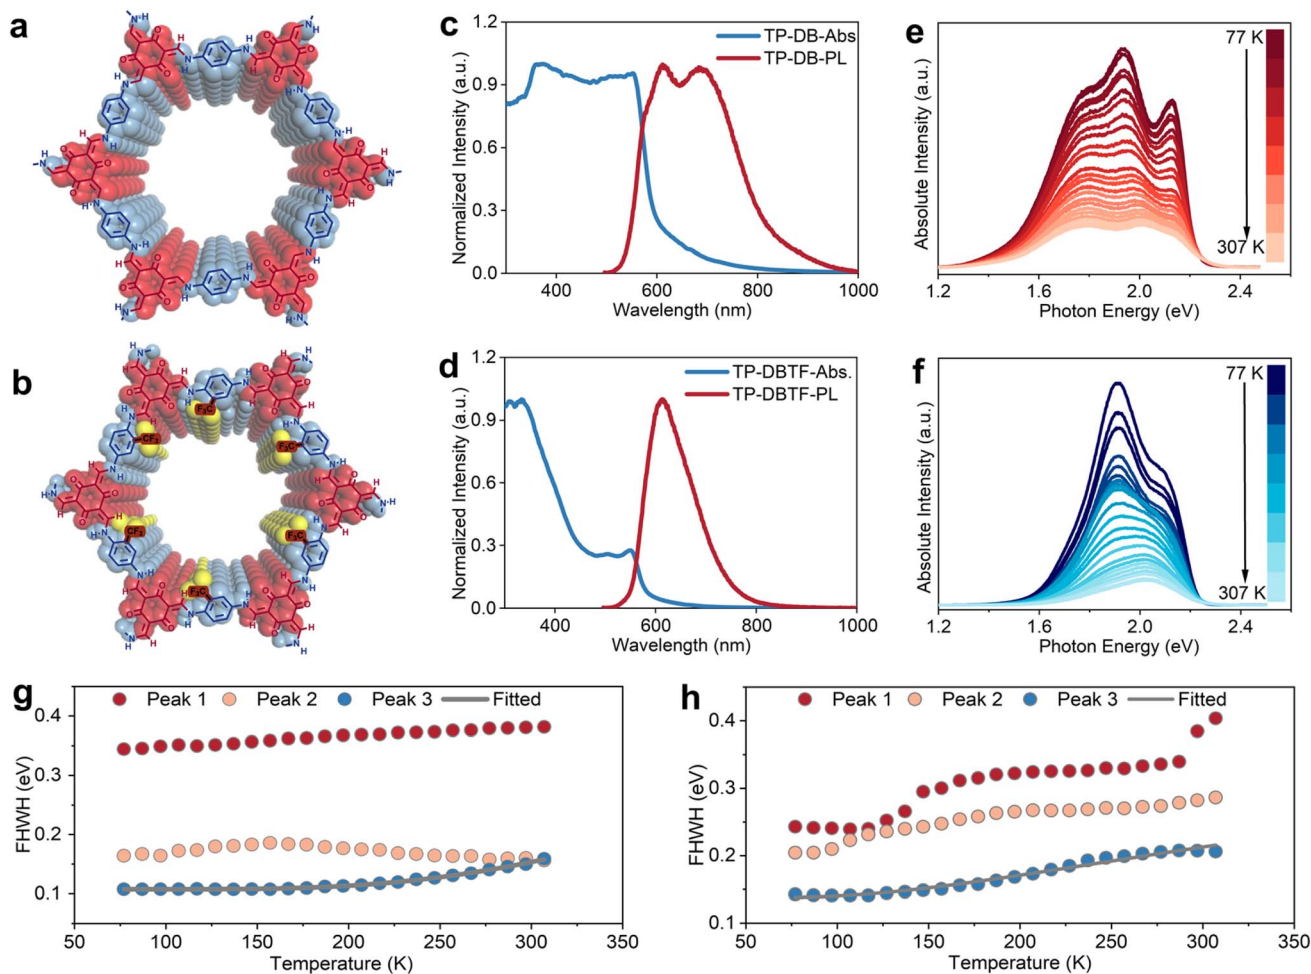 a
b
c
1.2
0.9
0.6
0.3
0.0
Normalized Intensity (a.u.)
TP-DB-Abs
TP-DB-PL
400
600
800
1000
Wavelength (nm)
d
1.2
0.9
0.6
0.3
0.0
Normalized Intensity (a.u.)
TP-DBTF-Abs.
TP-DBTF-PL
400
600
800
1000
Wavelength (nm)
e
Absolute Intensity (a.u.)
77 K
307 K
1.2
1.6
2.0
2.4
Photon Energy (eV)
f
Absolute Intensity (a.u.)
77 K
307 K
1.2
1.6
2.0
2.4
Photon Energy (eV)
F₃C
CF₃
F₃C
CF₃
F₃C
F₃C
g
Peak 1 Peak 2 Peak 3 Fitted
0.4
0.3
0.2
0.1
FHWH (eV)
50 100 150 200 250 300 350
Temperature (K)
h
Peak 1 Peak 2 Peak 3 Fitted
0.4
0.3
0.2
0.1
FHWH (eV)
50 100 150 200 250 300 350
Temperature (K)